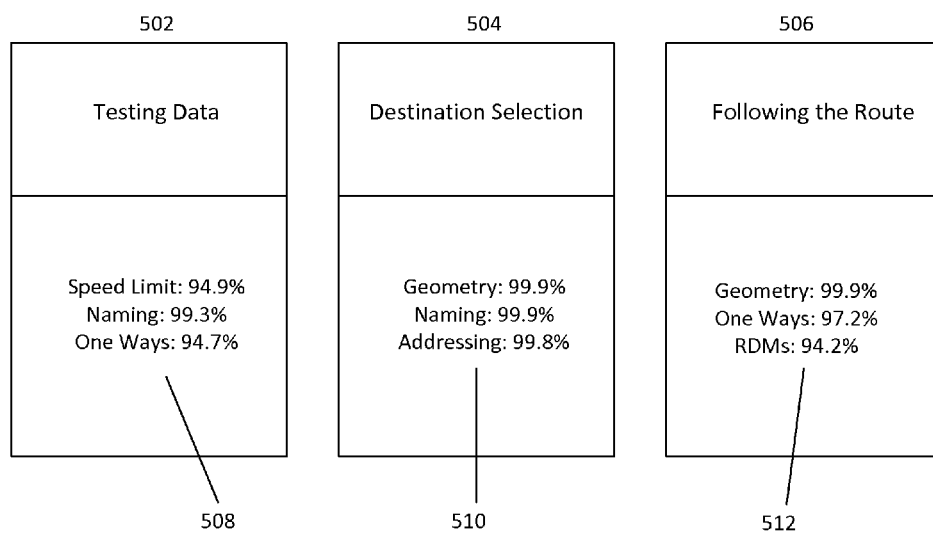 502
504
506
Testing Data
Destination Selection
Following the Route
Speed Limit: 94.9%
Naming: 99.3%
One Ways: 94.7%
Geometry: 99.9%
Naming: 99.9%
Addressing: 99.8%
Geometry: 99.9%
One Ways: 97.2%
RDMs: 94.2%
508
510
512